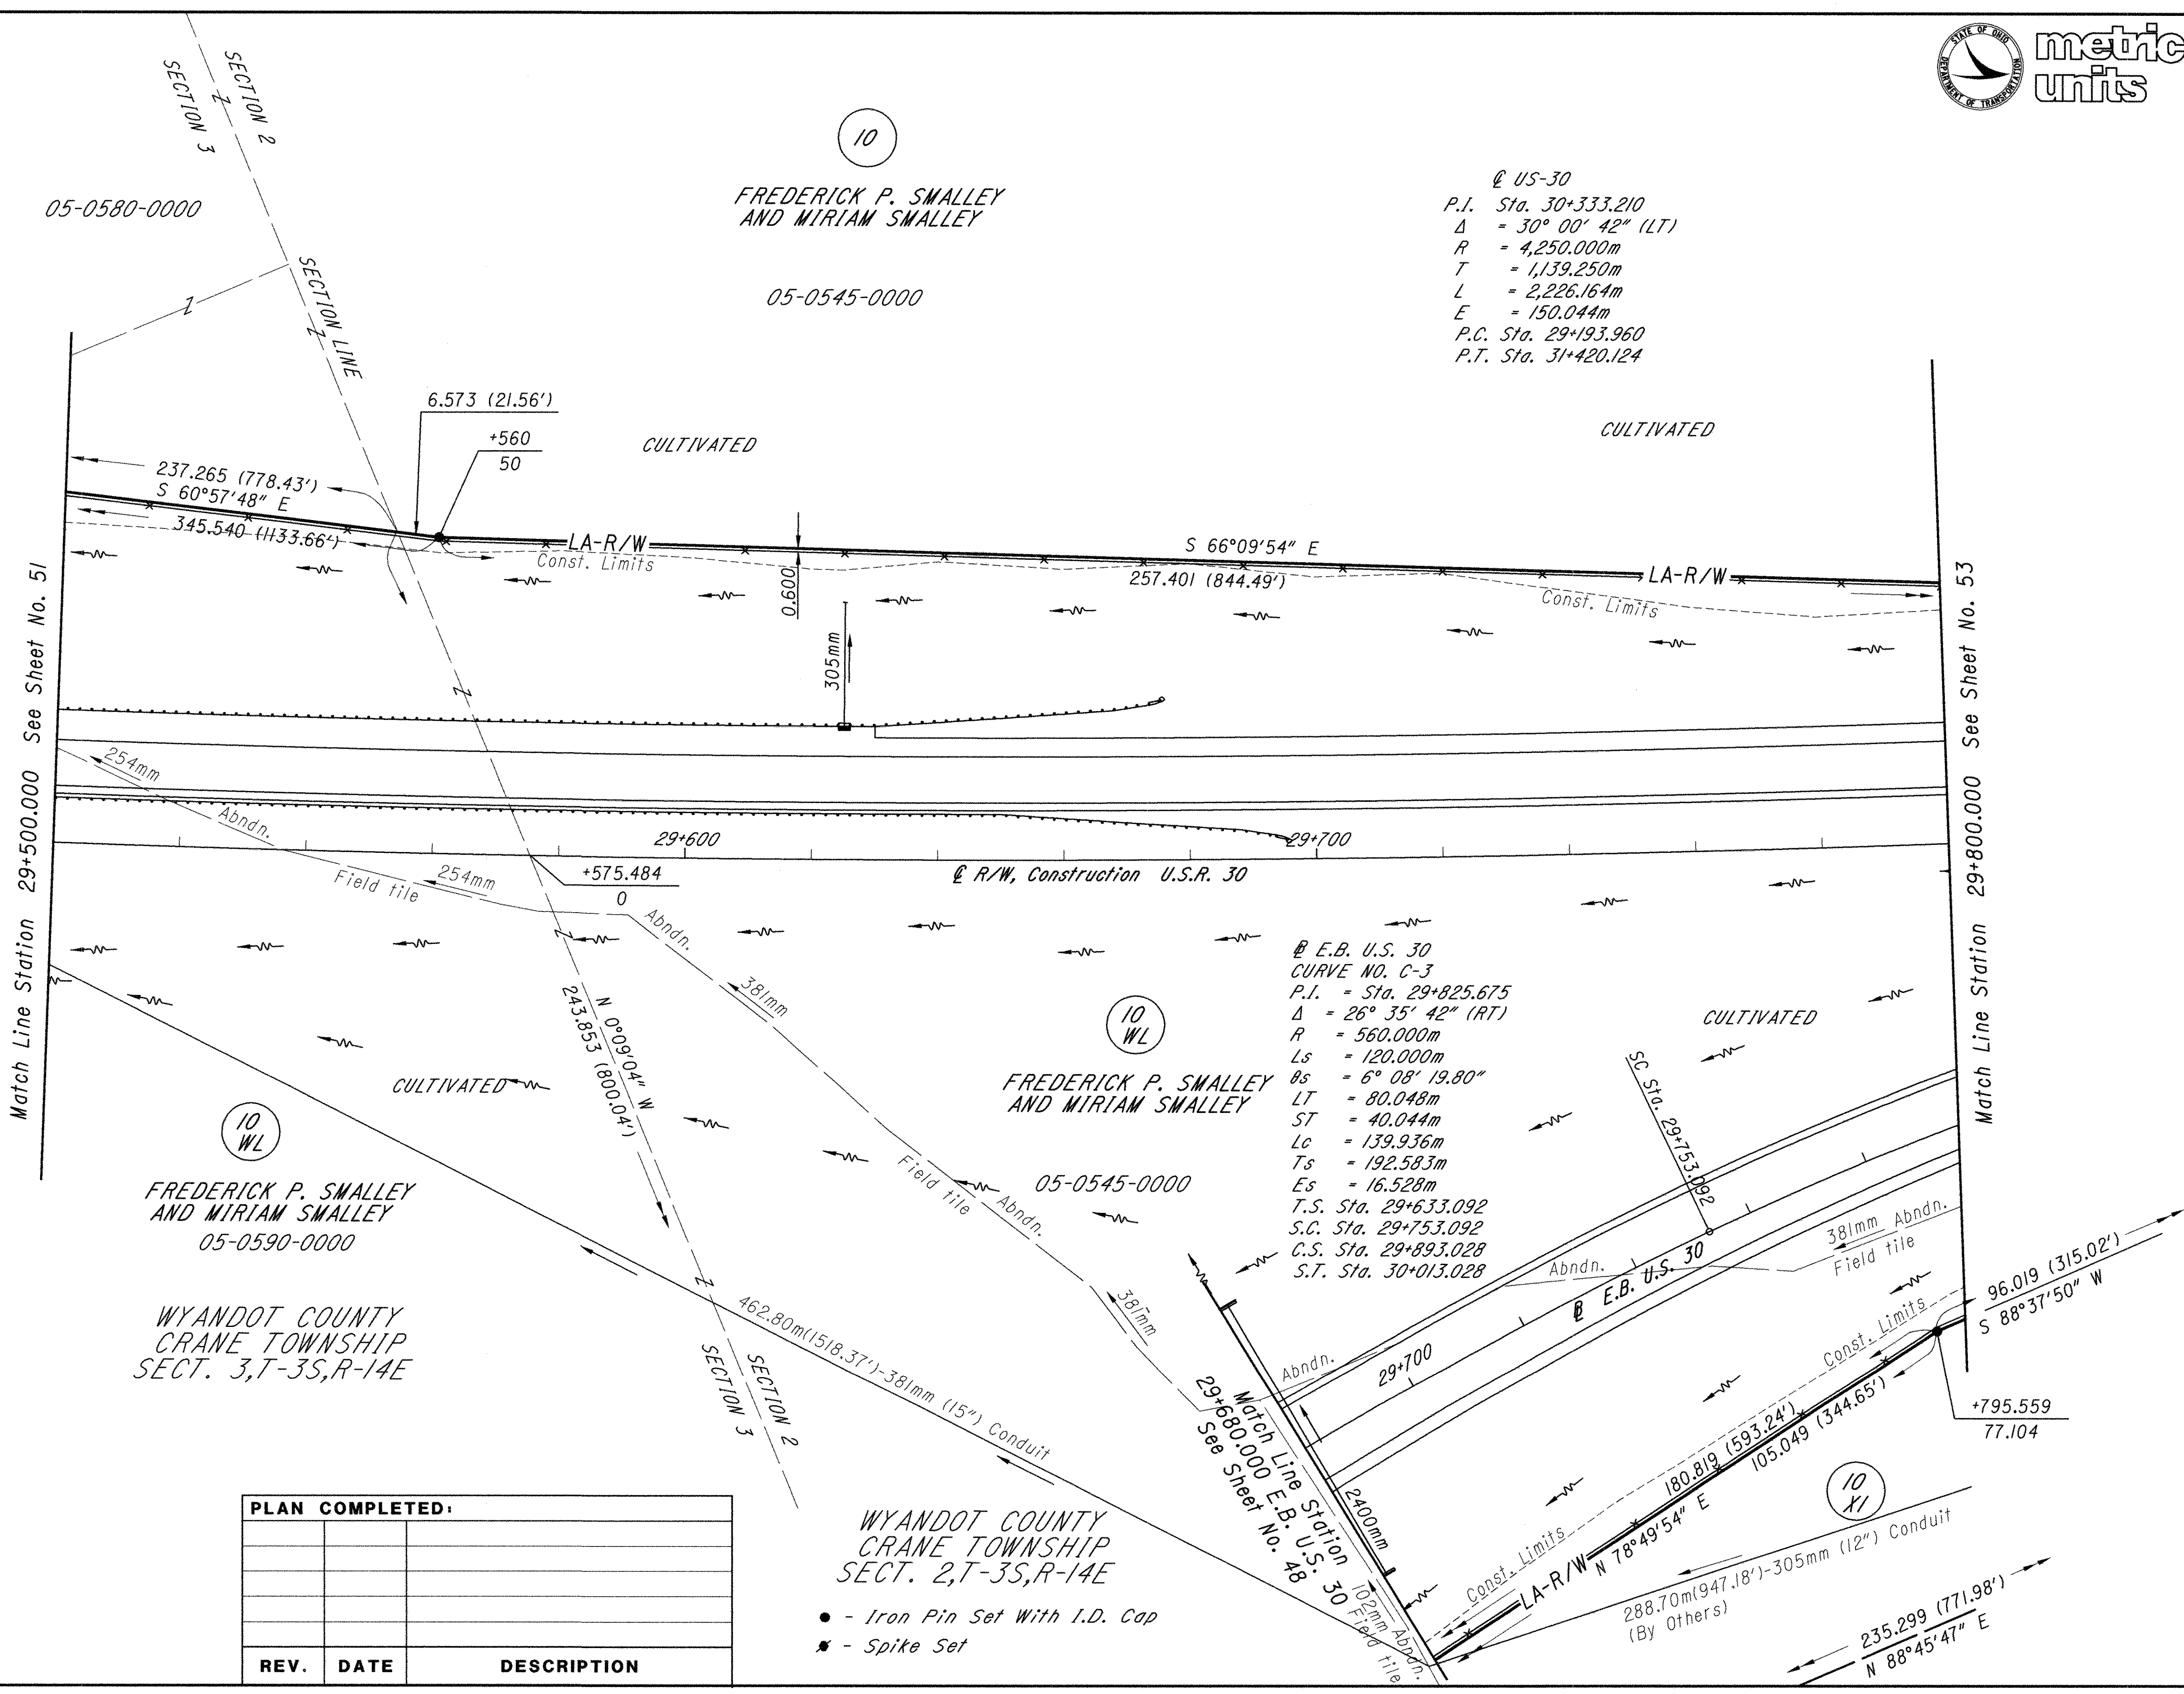 STATE OF OHIO
DEPARTMENT OF TRANSPORTATION
metric
units
SECTION 2
SECTION 3
SECTION LINE
05-0580-0000
10
FREDERICK P. SMALLEY
AND MIRIAM SMALLEY
05-0545-0000
℄ US-30
P.I. Sta. 30+333.210
Δ = 30° 00' 42" (LT)
R = 4,250.000m
T = 1,139.250m
L = 2,226.164m
E = 150.044m
P.C. Sta. 29+193.960
P.T. Sta. 31+420.124
6.573 (21.56')
+560
50
CULTIVATED
CULTIVATED
237.265 (778.43')
S 60°57'48" E
345.540 (1133.66')
LA-R/W
Const. Limits
0.600
S 66°09'54" E
257.401 (844.49')
LA-R/W
Const. Limits
305mm
Match Line Station 29+500.000 See Sheet No. 51
Match Line Station 29+800.000 See Sheet No. 53
254mm
Abndn.
Field tile
254mm
29+600
29+700
+575.484
0
℄ R/W, Construction U.S.R. 30
Abndn.
381mm
N 0°09'04" W
243.853 (800.04')
CULTIVATED
10
WL
FREDERICK P. SMALLEY
AND MIRIAM SMALLEY
05-0590-0000
WYANDOT COUNTY
CRANE TOWNSHIP
SECT. 3,T-3S,R-14E
10
WL
FREDERICK P. SMALLEY
AND MIRIAM SMALLEY
05-0545-0000
Field tile
Abndn.
381mm
Abndn.
B E.B. U.S. 30
CURVE NO. C-3
P.I. = Sta. 29+825.675
Δ = 26° 35' 42" (RT)
R = 560.000m
Ls = 120.000m
θs = 6° 08' 19.80"
LT = 80.048m
ST = 40.044m
Lc = 139.936m
Ts = 192.583m
Es = 16.528m
T.S. Sta. 29+633.092
S.C. Sta. 29+753.092
C.S. Sta. 29+893.028
S.T. Sta. 30+013.028
CULTIVATED
SC Sta. 29+753.092
381mm Abndn.
Field tile
Abndn.
B E.B. U.S. 30
29+700
96.019 (315.02')
S 88°37'50" W
Const. Limits
+795.559
77.104
180.819 (593.24')
105.049 (344.65')
N 78°49'54" E
Const. Limits
LA-R/W
10
X1
288.70m(947.18')-305mm (12") Conduit
(By Others)
235.299 (771.98')
N 88°45'47" E
Match Line Station
29+680.000 E.B. U.S. 30
See Sheet No. 48
2400mm
102mm Abndn.
Field tile
462.80m(1518.37')-381mm (15") Conduit
SECTION 2
SECTION 3
WYANDOT COUNTY
CRANE TOWNSHIP
SECT. 2,T-3S,R-14E
● - Iron Pin Set With I.D. Cap
- Spike Set
PLAN COMPLETED:
REV. DATE DESCRIPTION